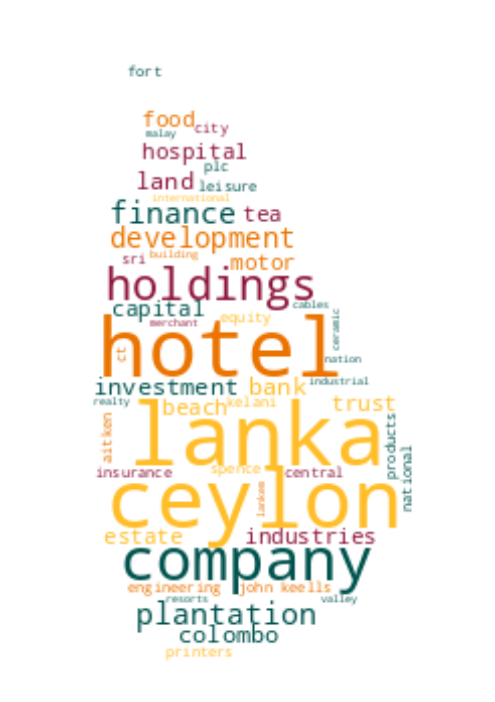 fort
food
city
malay
hospital
plc
land
leisure
international
finance
tea
development
building
sri
motor
holdings
capital
cables
equity
merchant
ceramic
hotel
ct
nation
investment
bank
industrial
realty
beach
kelani
trust
lanka
aitken
products
national
insurance
spence
central
ceylon
lankem
estate
industries
company
engineering
john keells
resorts
valley
plantation
colombo
printers